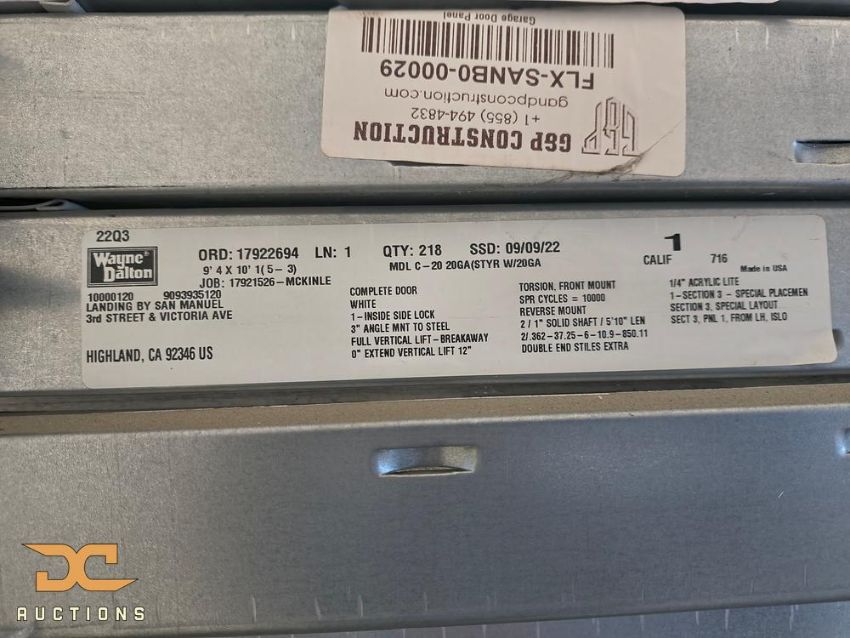 G&P CONSTRUCTION
+1 (855) 494-4832
gandpconstruction.com
FLX-SANB0-00029
Garage Door Panel
22Q3
Wayne Dalton
ORD: 17922694 LN: 1 QTY: 218 SSD: 09/09/22
9' 4 X 10' 1( 5- 3) MDL C-20 20GA(STYR W/20GA
CALIF 1 716
Made in USA
JOB: 17921526-MCKINLE
10000120 9093935120
LANDING BY SAN MANUEL
3rd STREET & VICTORIA AVE
HIGHLAND, CA 92346 US
COMPLETE DOOR
WHITE
1-INSIDE SIDE LOCK
3" ANGLE MNT TO STEEL
FULL VERTICAL LIFT-BREAKAWAY
0" EXTEND VERTICAL LIFT 12"
TORSION, FRONT MOUNT
SPR CYCLES = 10000
REVERSE MOUNT
2 / 1" SOLID SHAFT / 5'10" LEN
2/.362-37.25-6-10.9-850.11
DOUBLE END STILES EXTRA
1/4" ACRYLIC LITE
1-SECTION 3 - SPECIAL PLACEMEN
SECTION 3, SPECIAL LAYOUT
SECT 3, PNL 1, FROM LH, ISLO
DC
AUCTIONS